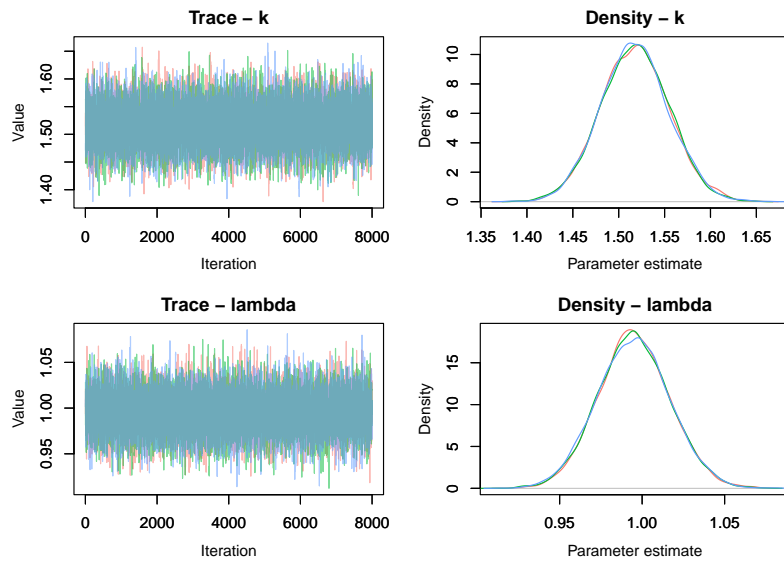 Trace − k
Value
1.60
1.50
1.40
0 2000 4000 6000 8000
Iteration
Density − k
Density
10
8
6
4
2
0
1.35 1.40 1.45 1.50 1.55 1.60 1.65
Parameter estimate
Trace − lambda
Value
1.05
1.00
0.95
0 2000 4000 6000 8000
Iteration
Density − lambda
Density
15
10
5
0
0.95 1.00 1.05
Parameter estimate